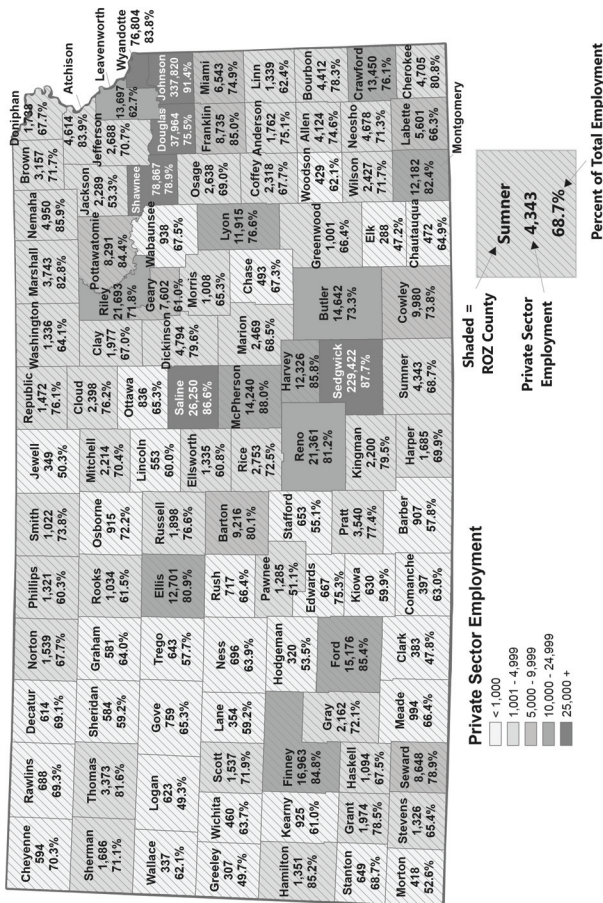 Cheyenne
594
70.3%
Rawlins
688
69.3%
Decatur
614
69.1%
Norton
1,539
67.7%
Phillips
1,321
60.3%
Smith
1,022
73.8%
Jewell
349
50.3%
Republic
1,472
76.1%
Washington
1,336
64.1%
Marshall
3,743
82.8%
Nemaha
4,950
85.9%
Brown
3,157
71.7%
Doniphan
1,738
67.7%
Atchison
4,614
83.9%
Leavenworth
13,697
62.7%
Wyandotte
76,804
83.8%
Sherman
1,686
71.1%
Thomas
3,373
81.6%
Sheridan
584
59.2%
Graham
581
64.0%
Rooks
1,034
61.5%
Osborne
915
72.2%
Mitchell
2,214
70.4%
Cloud
2,398
76.2%
Clay
1,977
67.0%
Riley
21,693
71.8%
Pottawatomie
8,291
84.4%
Jackson
2,289
53.3%
Jefferson
2,688
70.7%
Wallace
337
62.1%
Logan
623
49.3%
Gove
759
65.3%
Trego
643
57.7%
Ellis
12,701
80.9%
Russell
1,898
76.6%
Lincoln
553
60.0%
Ottawa
836
65.3%
Saline
26,250
86.6%
Dickinson
4,794
79.6%
Geary
7,602
61.0%
Wabaunsee
938
67.5%
Shawnee
78,867
78.9%
Douglas
37,964
75.5%
Johnson
337,820
91.4%
Ellsworth
1,335
60.8%
Morris
1,008
65.3%
Lyon
11,915
76.6%
Osage
2,638
69.0%
Franklin
8,735
85.0%
Miami
6,543
74.9%
Greeley
307
49.7%
Wichita
460
63.7%
Scott
1,537
71.9%
Lane
354
59.2%
Ness
696
63.9%
Rush
717
66.4%
Barton
9,216
80.1%
Rice
2,753
72.5%
McPherson
14,240
88.0%
Marion
2,469
68.5%
Chase
493
67.3%
Coffey
2,318
67.7%
Anderson
1,762
75.1%
Linn
1,339
62.4%
Hamilton
1,351
85.2%
Kearny
925
61.0%
Finney
16,963
84.8%
Hodgeman
320
53.5%
Pawnee
1,285
51.1%
Stafford
653
55.1%
Reno
21,361
81.2%
Harvey
12,326
85.8%
Butler
14,642
73.3%
Greenwood
1,001
66.4%
Woodson
429
62.1%
Allen
4,124
74.6%
Bourbon
4,412
78.3%
Gray
2,162
72.1%
Ford
15,176
85.4%
Edwards
667
75.3%
Pratt
3,540
77.4%
Kingman
2,200
79.5%
Sedgwick
229,422
87.7%
Elk
288
47.2%
Wilson
2,427
71.7%
Neosho
4,678
71.3%
Crawford
13,450
76.1%
Stanton
649
68.7%
Grant
1,974
78.5%
Haskell
1,094
67.5%
Kiowa
630
59.9%
Morton
418
52.6%
Stevens
1,326
65.4%
Seward
8,648
78.9%
Meade
994
66.4%
Clark
383
47.8%
Comanche
397
63.0%
Barber
907
57.8%
Harper
1,685
69.9%
Sumner
4,343
68.7%
Cowley
9,980
73.8%
Chautauqua
472
64.9%
12,182
82.4%
Montgomery
Labette
5,601
66.3%
Cherokee
4,705
80.8%
Private Sector Employment
< 1,000
1,001 - 4,999
5,000 - 9,999
10,000 - 24,999
25,000 +
Shaded =
ROZ County
Private Sector
Employment
Sumner
4,343
68.7%
Percent of Total Employment